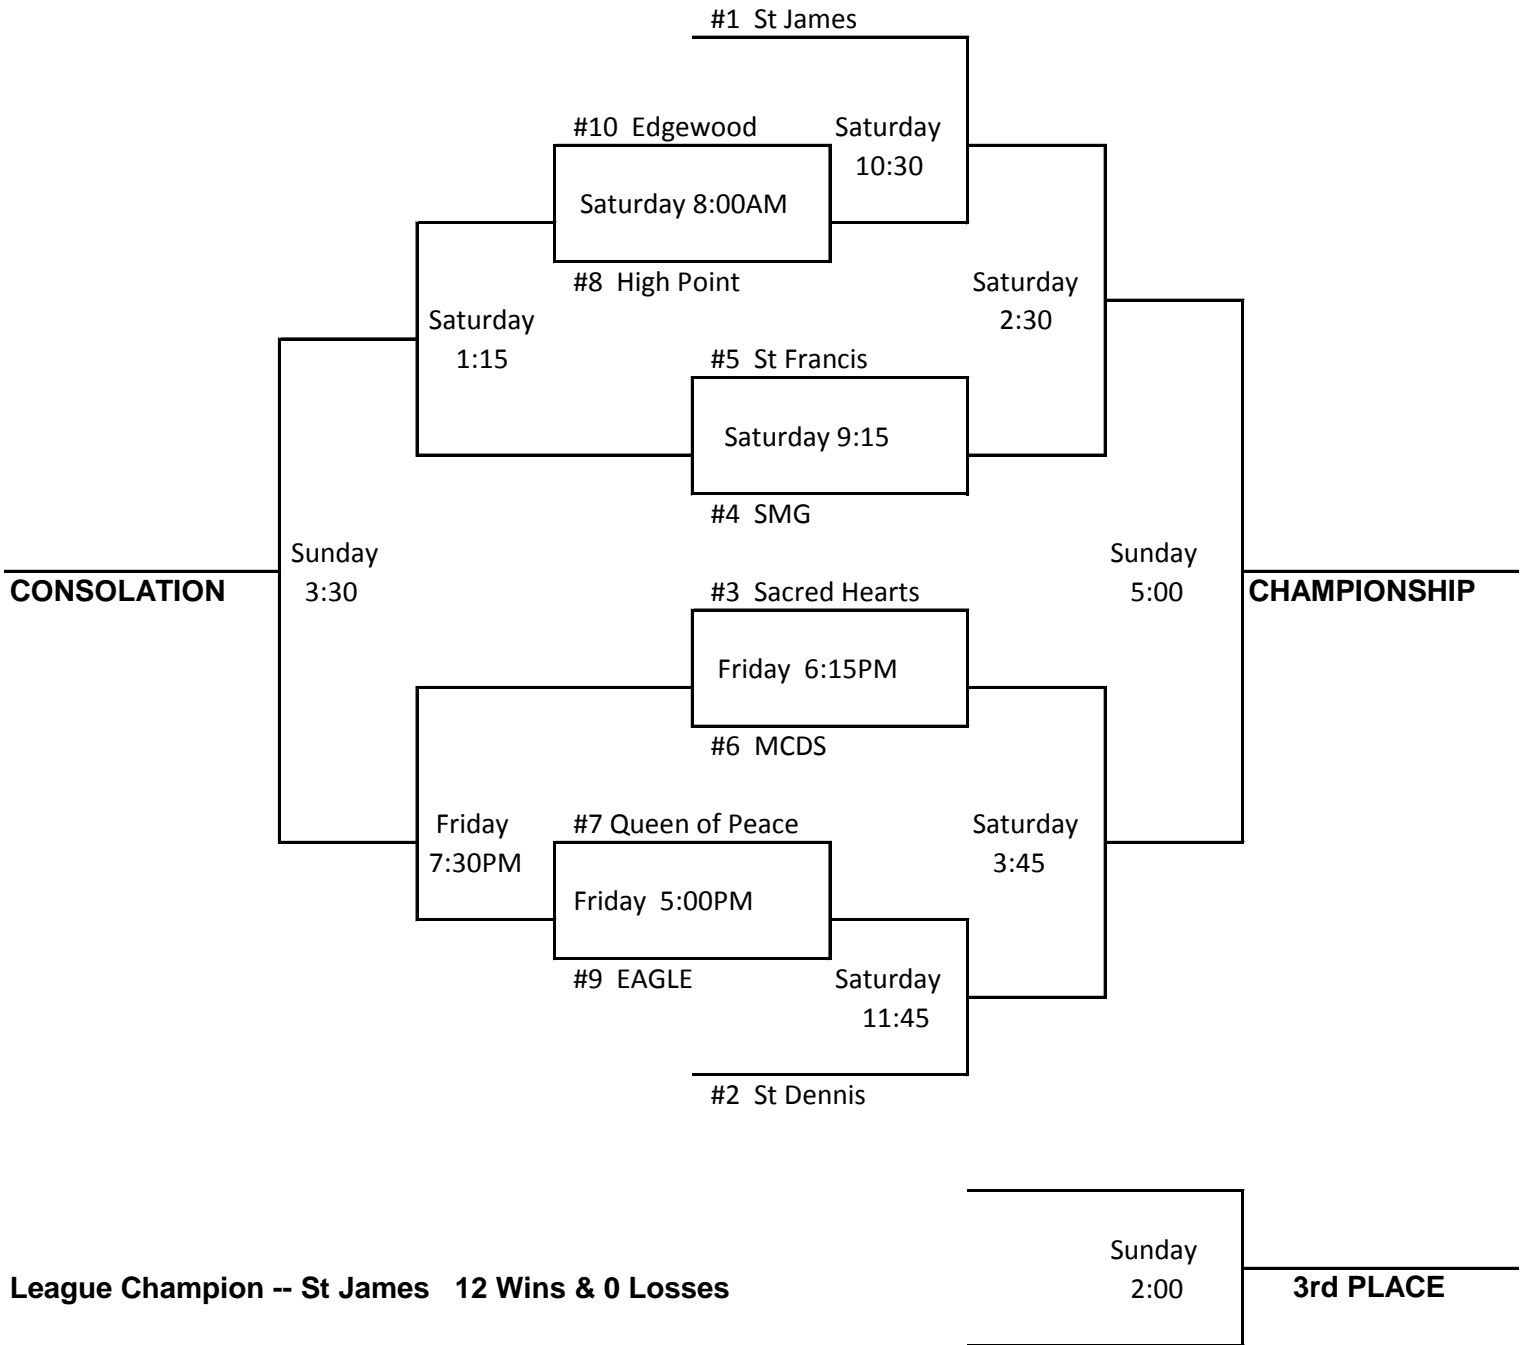 #1 St James
#10 Edgewood
Saturday
10:30
Saturday 8:00AM
#8 High Point
Saturday
2:30
Saturday
1:15
#5 St Francis
Saturday 9:15
#4 SMG
Sunday
3:30
CONSOLATION
#3 Sacred Hearts
Sunday
5:00
CHAMPIONSHIP
Friday 6:15PM
#6 MCDS
Friday
7:30PM
#7 Queen of Peace
Saturday
3:45
Friday 5:00PM
#9 EAGLE
Saturday
11:45
#2 St Dennis
Sunday
2:00
3rd PLACE
League Champion -- St James 12 Wins & 0 Losses